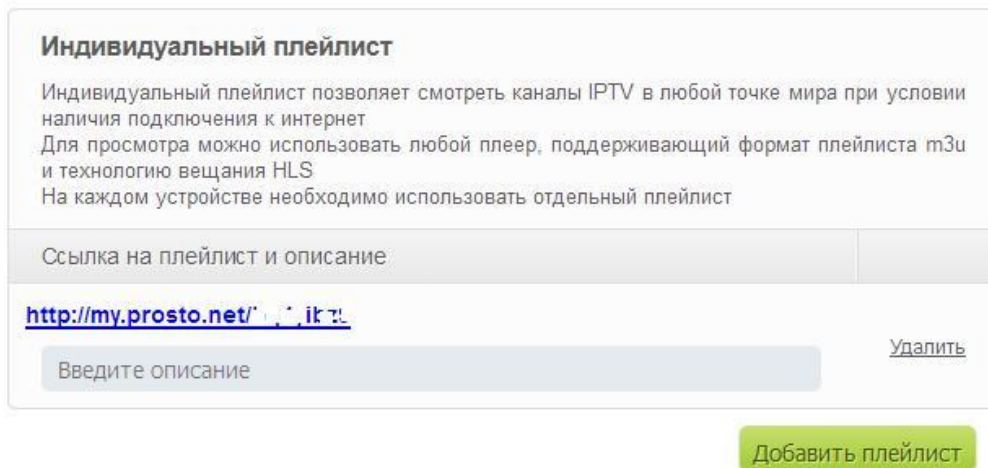 Индивидуальный плейлист
Индивидуальный плейлист позволяет смотреть каналы IPTV в любой точке мира при условии
наличия подключения к интернет
Для просмотра можно использовать любой плеер, поддерживающий формат плейлиста m3u
и технологию вещания HLS
На каждом устройстве необходимо использовать отдельный плейлист
Ссылка на плейлист и описание
http://my.prosto.net/
Удалить
Введите описание
Добавить плейлист